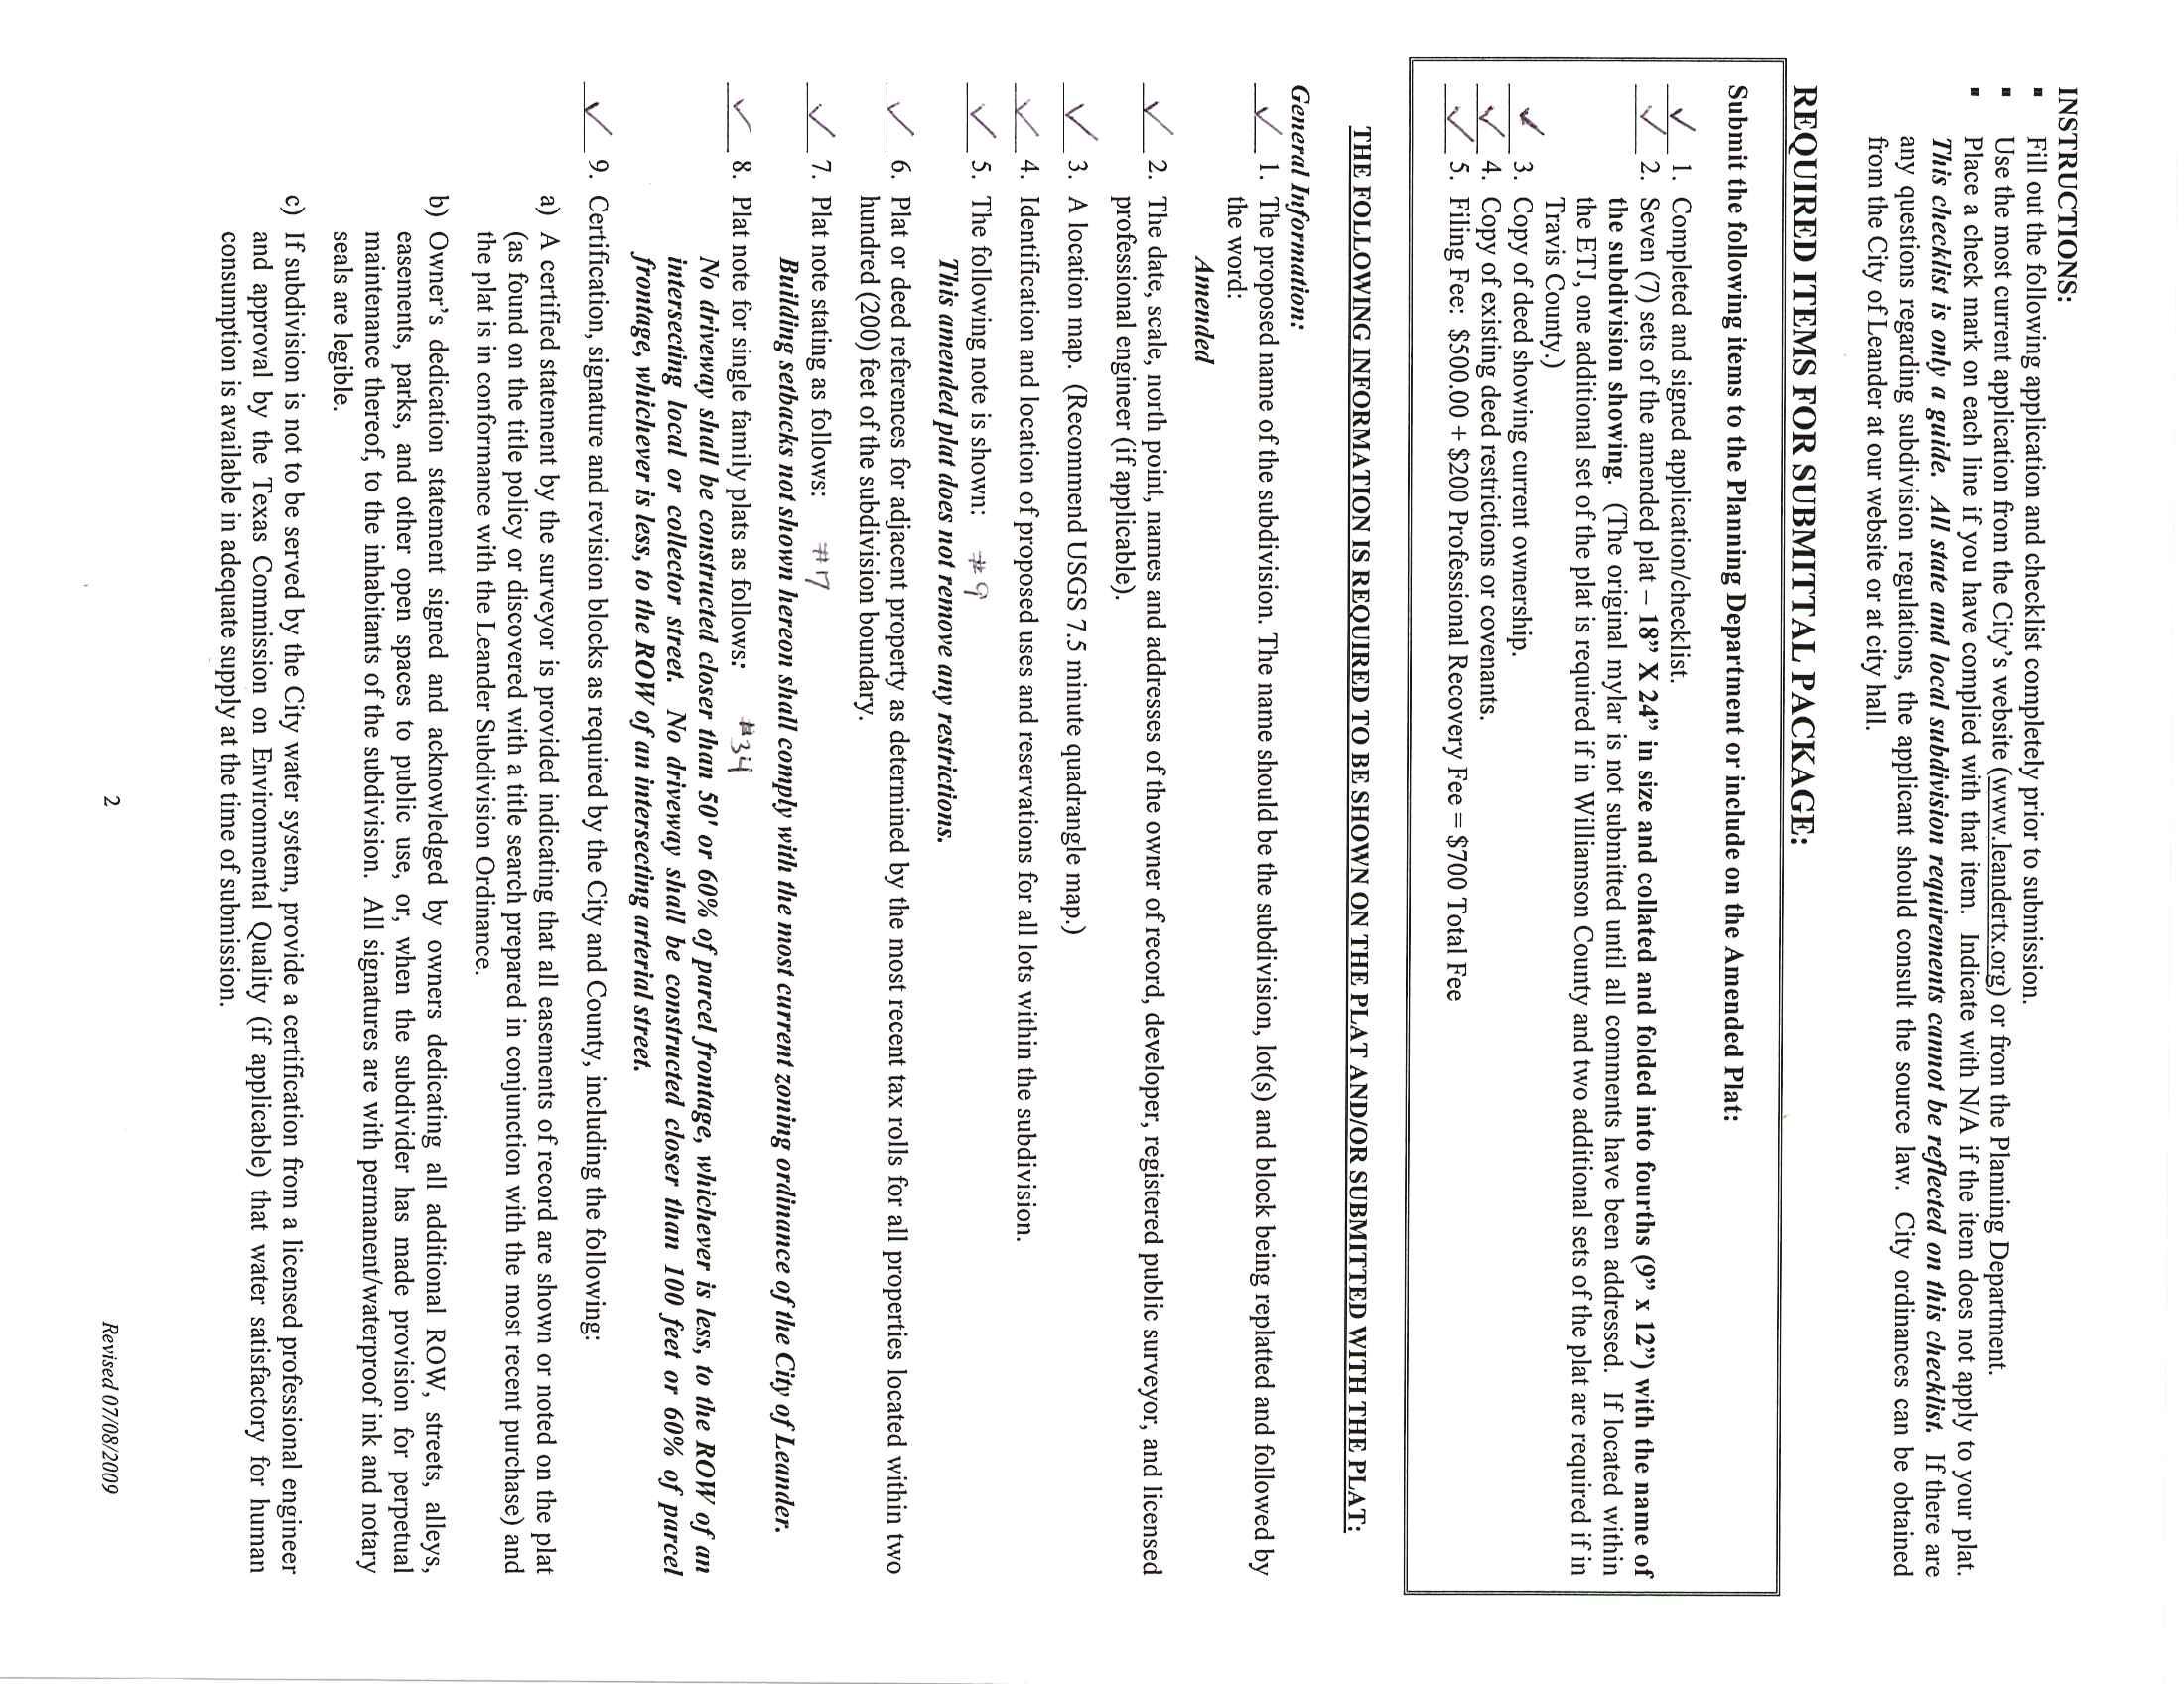 INSTRUCTIONS:
▪ Fill out the following application and checklist completely prior to submission.
▪ Use the most current application from the City's website (www.leandertx.org) or from the Planning Department.
▪ Place a check mark on each line if you have complied with that item. Indicate with N/A if the item does not apply to your plat.
This checklist is only a guide. All state and local subdivision requirements cannot be reflected on this checklist. If there are
any questions regarding subdivision regulations, the applicant should consult the source law. City ordinances can be obtained
from the City of Leander at our website or at city hall.
REQUIRED ITEMS FOR SUBMITTAL PACKAGE:
Submit the following items to the Planning Department or include on the Amended Plat:
✓ 1. Completed and signed application/checklist.
✓ 2. Seven (7) sets of the amended plat – 18” X 24” in size and collated and folded into fourths (9” x 12”) with the name of
the subdivision showing. (The original mylar is not submitted until all comments have been addressed. If located within
the ETJ, one additional set of the plat is required if in Williamson County and two additional sets of the plat are required if in
Travis County.)
✓ 3. Copy of deed showing current ownership.
✓ 4. Copy of existing deed restrictions or covenants.
✓ 5. Filing Fee: $500.00 + $200 Professional Recovery Fee = $700 Total Fee
THE FOLLOWING INFORMATION IS REQUIRED TO BE SHOWN ON THE PLAT AND/OR SUBMITTED WITH THE PLAT:
General Information:
✓ 1. The proposed name of the subdivision. The name should be the subdivision, lot(s) and block being replatted and followed by
the word:
Amended
✓ 2. The date, scale, north point, names and addresses of the owner of record, developer, registered public surveyor, and licensed
professional engineer (if applicable).
✓ 3. A location map. (Recommend USGS 7.5 minute quadrangle map.)
✓ 4. Identification and location of proposed uses and reservations for all lots within the subdivision.
✓ 5. The following note is shown: #9
This amended plat does not remove any restrictions.
✓ 6. Plat or deed references for adjacent property as determined by the most recent tax rolls for all properties located within two
hundred (200) feet of the subdivision boundary.
✓ 7. Plat note stating as follows: #17
Building setbacks not shown hereon shall comply with the most current zoning ordinance of the City of Leander.
✓ 8. Plat note for single family plats as follows: #34
No driveway shall be constructed closer than 50' or 60% of parcel frontage, whichever is less, to the ROW of an
intersecting local or collector street. No driveway shall be constructed closer than 100 feet or 60% of parcel
frontage, whichever is less, to the ROW of an intersecting arterial street.
✓ 9. Certification, signature and revision blocks as required by the City and County, including the following:
a) A certified statement by the surveyor is provided indicating that all easements of record are shown or noted on the plat
(as found on the title policy or discovered with a title search prepared in conjunction with the most recent purchase) and
the plat is in conformance with the Leander Subdivision Ordinance.
b) Owner's dedication statement signed and acknowledged by owners dedicating all additional ROW, streets, alleys,
easements, parks, and other open spaces to public use, or, when the subdivider has made provision for perpetual
maintenance thereof, to the inhabitants of the subdivision. All signatures are with permanent/waterproof ink and notary
seals are legible.
c) If subdivision is not to be served by the City water system, provide a certification from a licensed professional engineer
and approval by the Texas Commission on Environmental Quality (if applicable) that water satisfactory for human
consumption is available in adequate supply at the time of submission.
2
Revised 07/08/2009